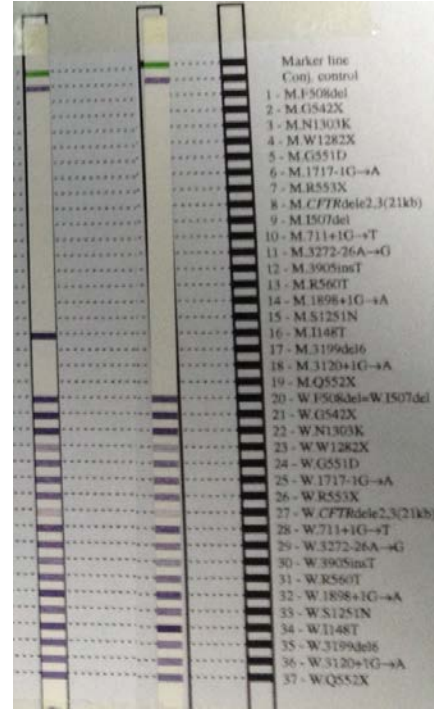 Marker line
Conj. control
1 - M.F508del
2 - M.G542X
3 - M.N1303K
4 - M.W1282X
5 - M.G551D
6 - M.1717-1G→A
7 - M.R553X
8 - M.CFTRdele2,3(21kb)
9 - M.I507del
10 - M.711+1G→T
11 - M.3272-26A→G
12 - M.3905insT
13 - M.R560T
14 - M.1898+1G→A
15 - M.S1251N
16 - M.I148T
17 - M.3199del6
18 - M.3120+1G→A
19 - M.Q552X
20 - W.F508del=W.I507del
21 - W.G542X
22 - W.N1303K
23 - W.W1282X
24 - W.G551D
25 - W.1717-1G→A
26 - W.R553X
27 - W.CFTRdele2,3(21kb)
28 - W.711+1G→T
29 - W.3272-26A→G
30 - W.3905insT
31 - W.R560T
32 - W.1898+1G→A
33 - W.S1251N
34 - W.I148T
35 - W.3199del6
36 - W.3120+1G→A
37 - W.Q552X